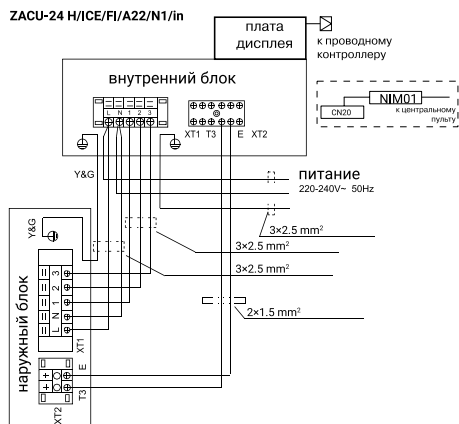 ZACU-24 H/ICE/FI/A22/N1/in
плата
дисплея
к проводному
контроллеру
внутренний блок
NIM01
CN20
к центральному
пульту
L N 1 2 3
XT1 T3 E XT2
Y&G
питание
220-240V~ 50Hz
3×2.5 mm²
3×2.5 mm²
3×2.5 mm²
2×1.5 mm²
Y&G
наружный блок
L N 1 2 3
XT1
T3 E
XT2